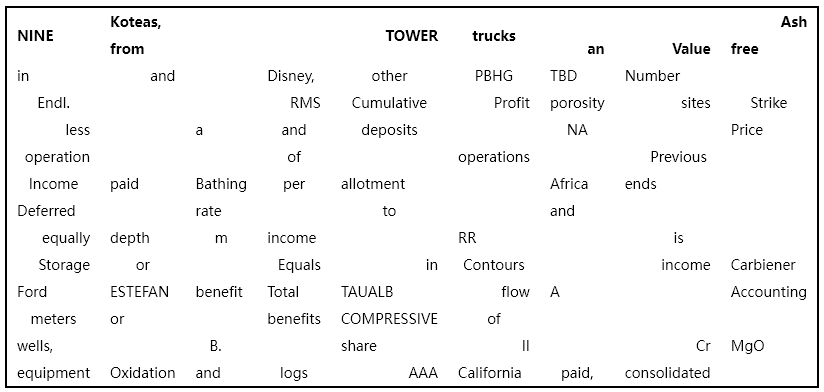 NINE Koteas, from TOWER trucks an Value Ash free
in and Disney, other PBHG TBD Number
Endl. RMS Cumulative Profit porosity sites Strike
less a and deposits NA Price
operation of operations Previous
Income paid Bathing per allotment Africa ends
Deferred rate to and
equally depth m income RR is
Storage or Equals in Contours income Carbiener
Ford ESTEFAN benefit Total TAUALB flow A Accounting
meters or benefits COMPRESSIVE of
wells, B. share II Cr MgO
equipment Oxidation and logs AAA California paid, consolidated